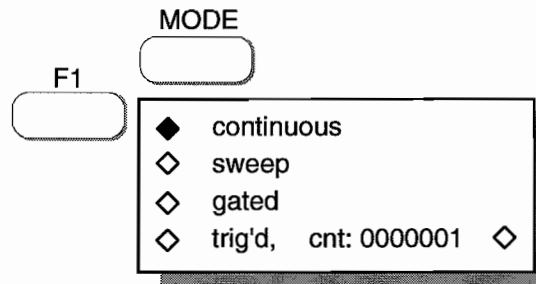 MODE
F1
◆ continuous
◇ sweep
◇ gated
◇ trig'd, cnt: 0000001 ◇